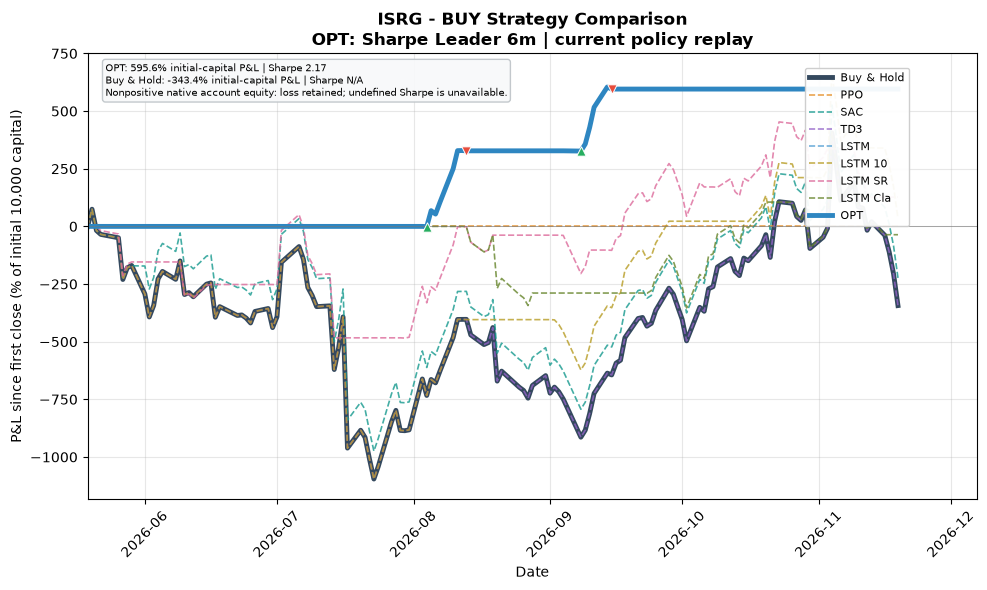 ISRG - BUY Strategy Comparison
OPT: Sharpe Leader 6m | current policy replay
OPT: 595.6% initial-capital P&L | Sharpe 2.17
Buy & Hold: -343.4% initial-capital P&L | Sharpe N/A
Nonpositive native account equity: loss retained; undefined Sharpe is unavailable.
Buy & Hold
PPO
SAC
TD3
LSTM
LSTM 10
LSTM SR
LSTM Cla
OPT
P&L since first close (% of initial 10,000 capital)
750
500
250
0
−250
−500
−750
−1000
2026-06
2026-07
2026-08
2026-09
2026-10
2026-11
2026-12
Date